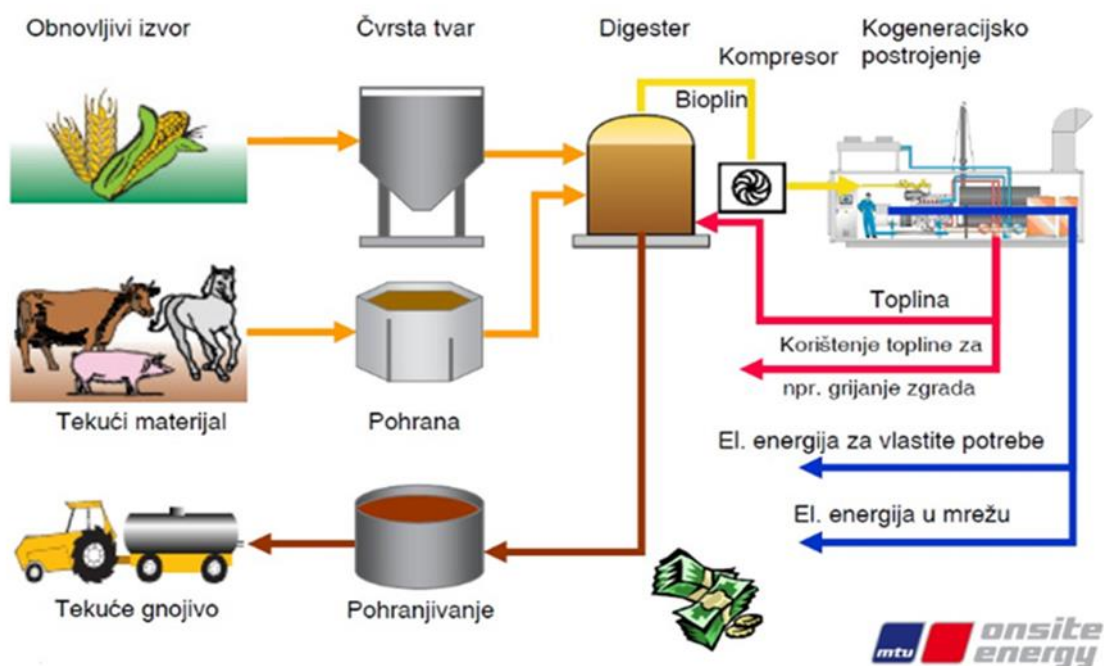 Obnovljivi izvor
Čvrsta tvar
Digester
Kompresor
Kogeneracijsko
postrojenje
Bioplin
Toplina
Korištenje topline za
npr. grijanje zgrada
Tekući materijal
Pohrana
El. energija za vlastite potrebe
El. energija u mrežu
Tekuće gnojivo
Pohranjivanje
mtu
onsite
energy